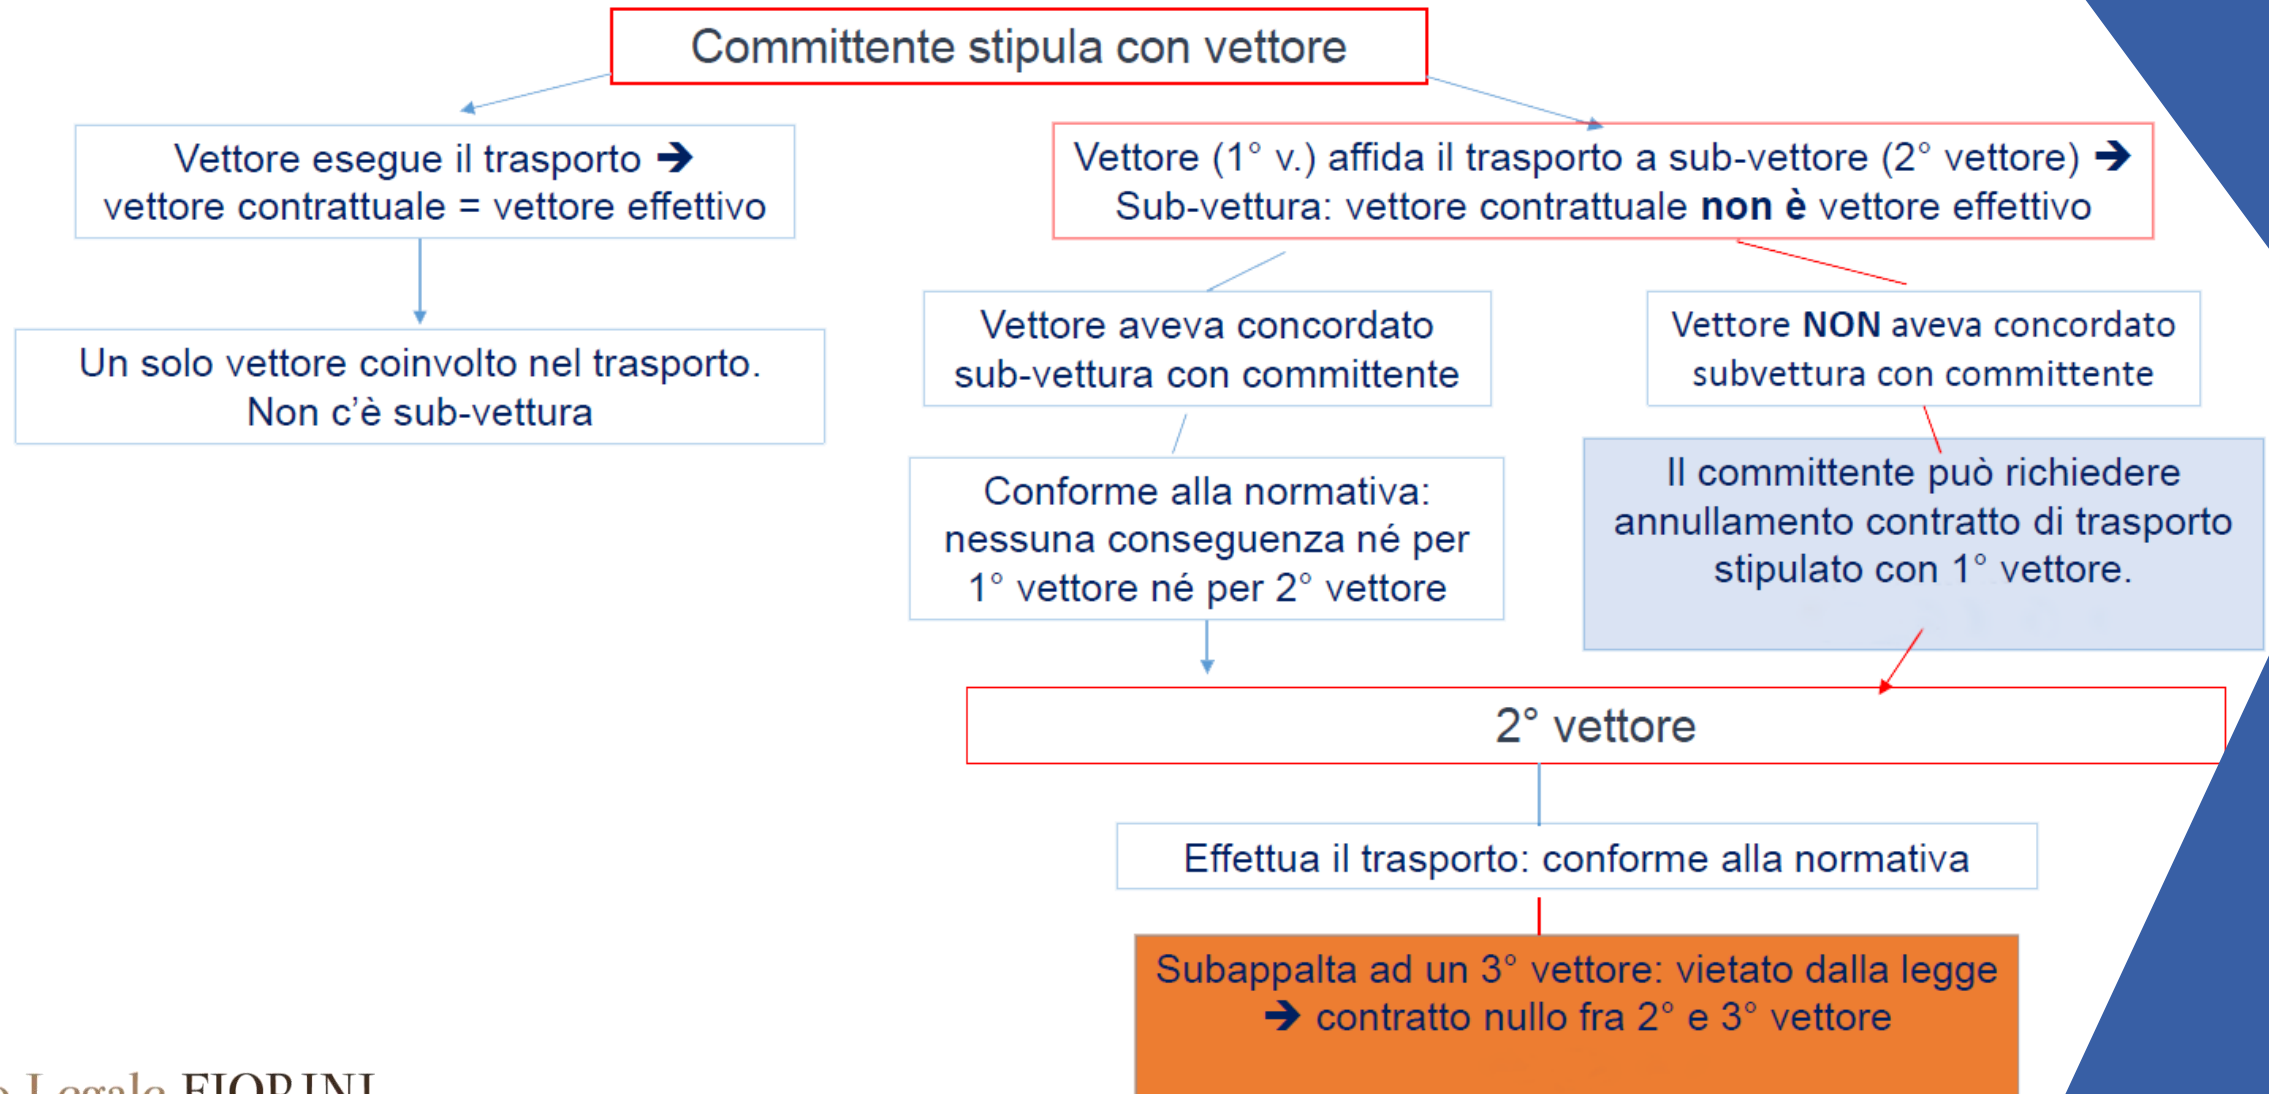 Committente stipula con vettore
Vettore esegue il trasporto ➔
vettore contrattuale = vettore effettivo
Vettore (1° v.) affida il trasporto a sub-vettore (2° vettore) ➔
Sub-vettura: vettore contrattuale non è vettore effettivo
Un solo vettore coinvolto nel trasporto.
Non c’è sub-vettura
Vettore aveva concordato
sub-vettura con committente
Vettore NON aveva concordato
subvettura con committente
Conforme alla normativa:
nessuna conseguenza né per
1° vettore né per 2° vettore
Il committente può richiedere
annullamento contratto di trasporto
stipulato con 1° vettore.
2° vettore
Effettua il trasporto: conforme alla normativa
Subappalta ad un 3° vettore: vietato dalla legge
➔ contratto nullo fra 2° e 3° vettore
Legale FIORINI